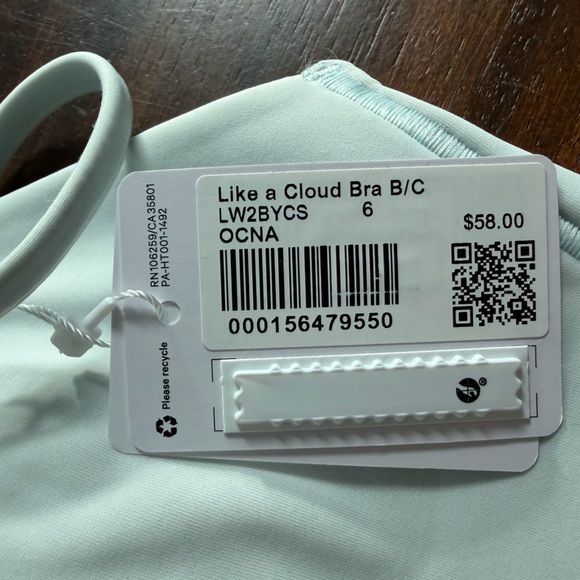 Like a Cloud Bra B/C
LW2BYCS 6
OCNA
$58.00
000156479550
RN106259/CA35801
PA-HT001-1492
Please recycle
®